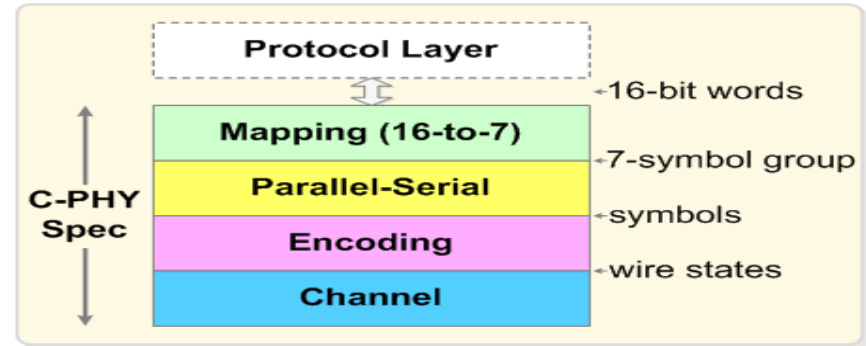 Protocol Layer
16-bit words
Mapping (16-to-7)
7-symbol group
C-PHY
Spec
Parallel-Serial
symbols
Encoding
wire states
Channel